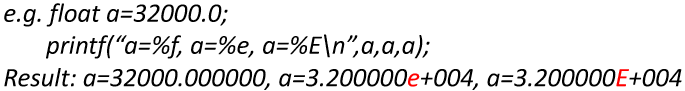 e.g. float a=32000.0;
printf(“a=%f, a=%e, a=%E\n”,a,a,a);
Result: a=32000.000000, a=3.200000e+004, a=3.200000E+004